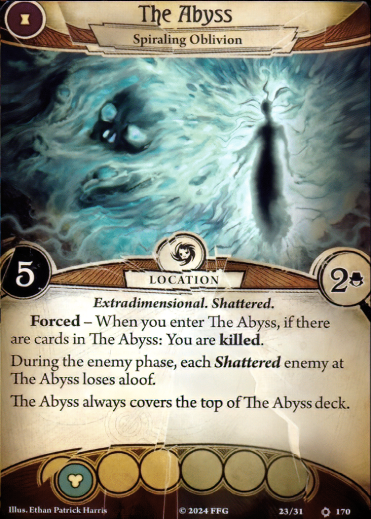 The Abyss
Spiraling Oblivion
5
2
LOCATION
Extradimensional. Shattered.
Forced – When you enter The Abyss, if there
are cards in The Abyss: You are killed.
During the enemy phase, each Shattered enemy at
The Abyss loses aloof.
The Abyss always covers the top of The Abyss deck.
Illus. Ethan Patrick Harris
© 2024 FFG
23/31
170